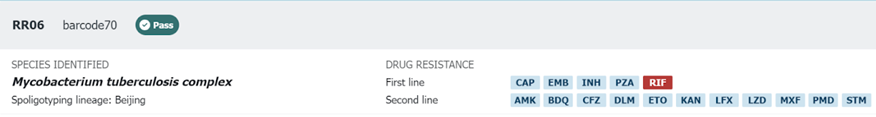 RR06 barcode70 Pass
SPECIES IDENTIFIED DRUG RESISTANCE
Mycobacterium tuberculosis complex First line CAP EMB INH PZA RIF
Spoligotyping lineage: Beijing Second line AMK BDQ CFZ DLM ETO KAN LFX LZD MXF PMD STM